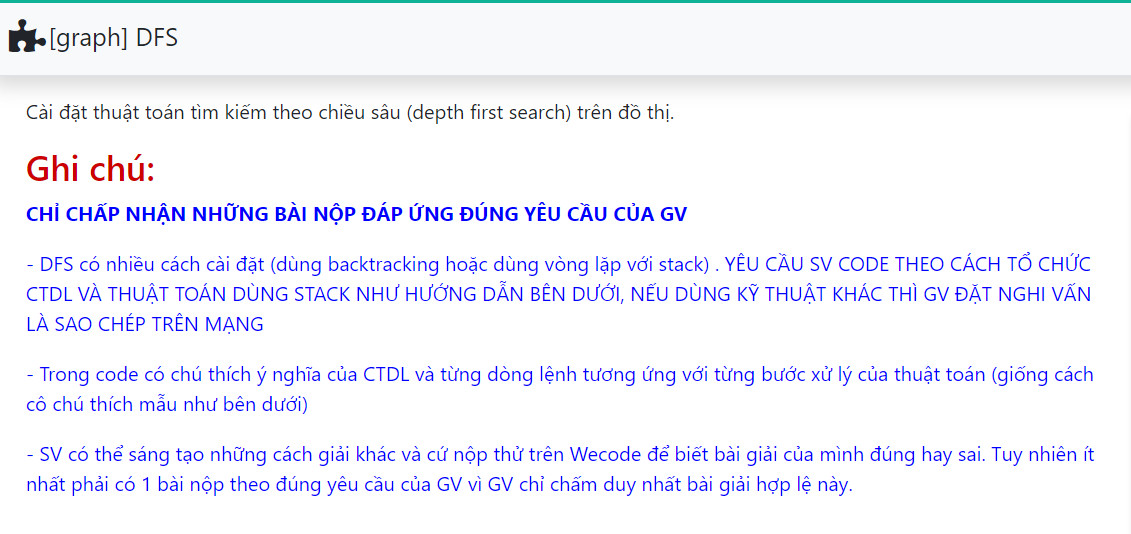 [graph] DFS
Cài đặt thuật toán tìm kiếm theo chiều sâu (depth first search) trên đồ thị.
Ghi chú:
CHỈ CHẤP NHẬN NHỮNG BÀI NỘP ĐÁP ỨNG ĐÚNG YÊU CẦU CỦA GV
- DFS có nhiều cách cài đặt (dùng backtracking hoặc dùng vòng lặp với stack) . YÊU CẦU SV CODE THEO CÁCH TỔ CHỨC
CTDL VÀ THUẬT TOÁN DÙNG STACK NHƯ HƯỚNG DẪN BÊN DƯỚI, NẾU DÙNG KỸ THUẬT KHÁC THÌ GV ĐẶT NGHI VẤN
LÀ SAO CHÉP TRÊN MẠNG
- Trong code có chú thích ý nghĩa của CTDL và từng dòng lệnh tương ứng với từng bước xử lý của thuật toán (giống cách
cô chú thích mẫu như bên dưới)
- SV có thể sáng tạo những cách giải khác và cứ nộp thử trên Wecode để biết bài giải của mình đúng hay sai. Tuy nhiên ít
nhất phải có 1 bài nộp theo đúng yêu cầu của GV vì GV chỉ chấm duy nhất bài giải hợp lệ này.